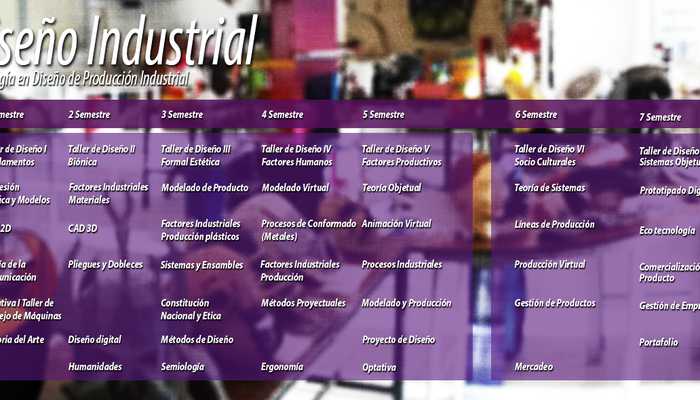 seño Industrial
gía en Diseño de Producción Industrial
mestre
2 Semestre
3 Semestre
4 Semestre
5 Semestre
6 Semestre
7 Semestre
r de Diseño I
lamentos
Taller de Diseño II
Biónica
Taller de Diseño III
Formal Estética
Taller de Diseño IV
Factores Humanos
Taller de Diseño V
Factores Productivos
Taller de Diseño VI
Socio Culturales
Taller de Diseño
Sistemas Objetu
esión
ica y Modelos
Factores Industriales
Materiales
Modelado de Producto
Modelado Virtual
Teoría Objetual
Teoría de Sistemas
Prototipado Dig
2D
CAD 3D
Factores Industriales
Producción plásticos
Procesos de Conformado
(Metales)
Animación Virtual
Líneas de Producción
Eco tecnología
ía de la
unicación
Pliegues y Dobleces
Sistemas y Ensambles
Factores Industriales
Producción
Procesos Industriales
Producción Virtual
Comercializació
Producto
ativa I Taller de
ejo de Máquinas
Constitución
Nacional y Etica
Métodos Proyectuales
Modelado y Producción
Gestión de Productos
Gestión de Empr
oria del Arte
Diseño digital
Métodos de Diseño
Proyecto de Diseño
Portafolio
Humanidades
Semiología
Ergonomía
Optativa
Mercadeo